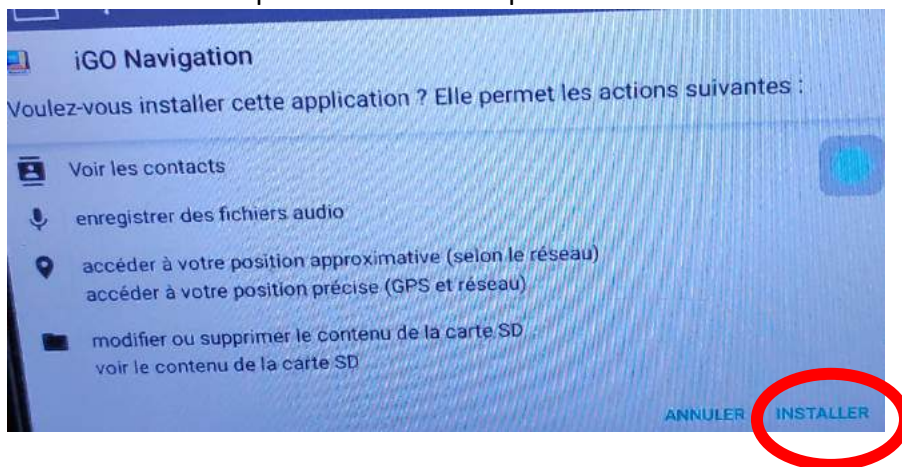 iGO Navigation
Voulez-vous installer cette application ? Elle permet les actions suivantes :
Voir les contacts
enregistrer des fichiers audio
accéder à votre position approximative (selon le réseau)
accéder à votre position précise (GPS et réseau)
modifier ou supprimer le contenu de la carte SD
voir le contenu de la carte SD
ANNULER INSTALLER